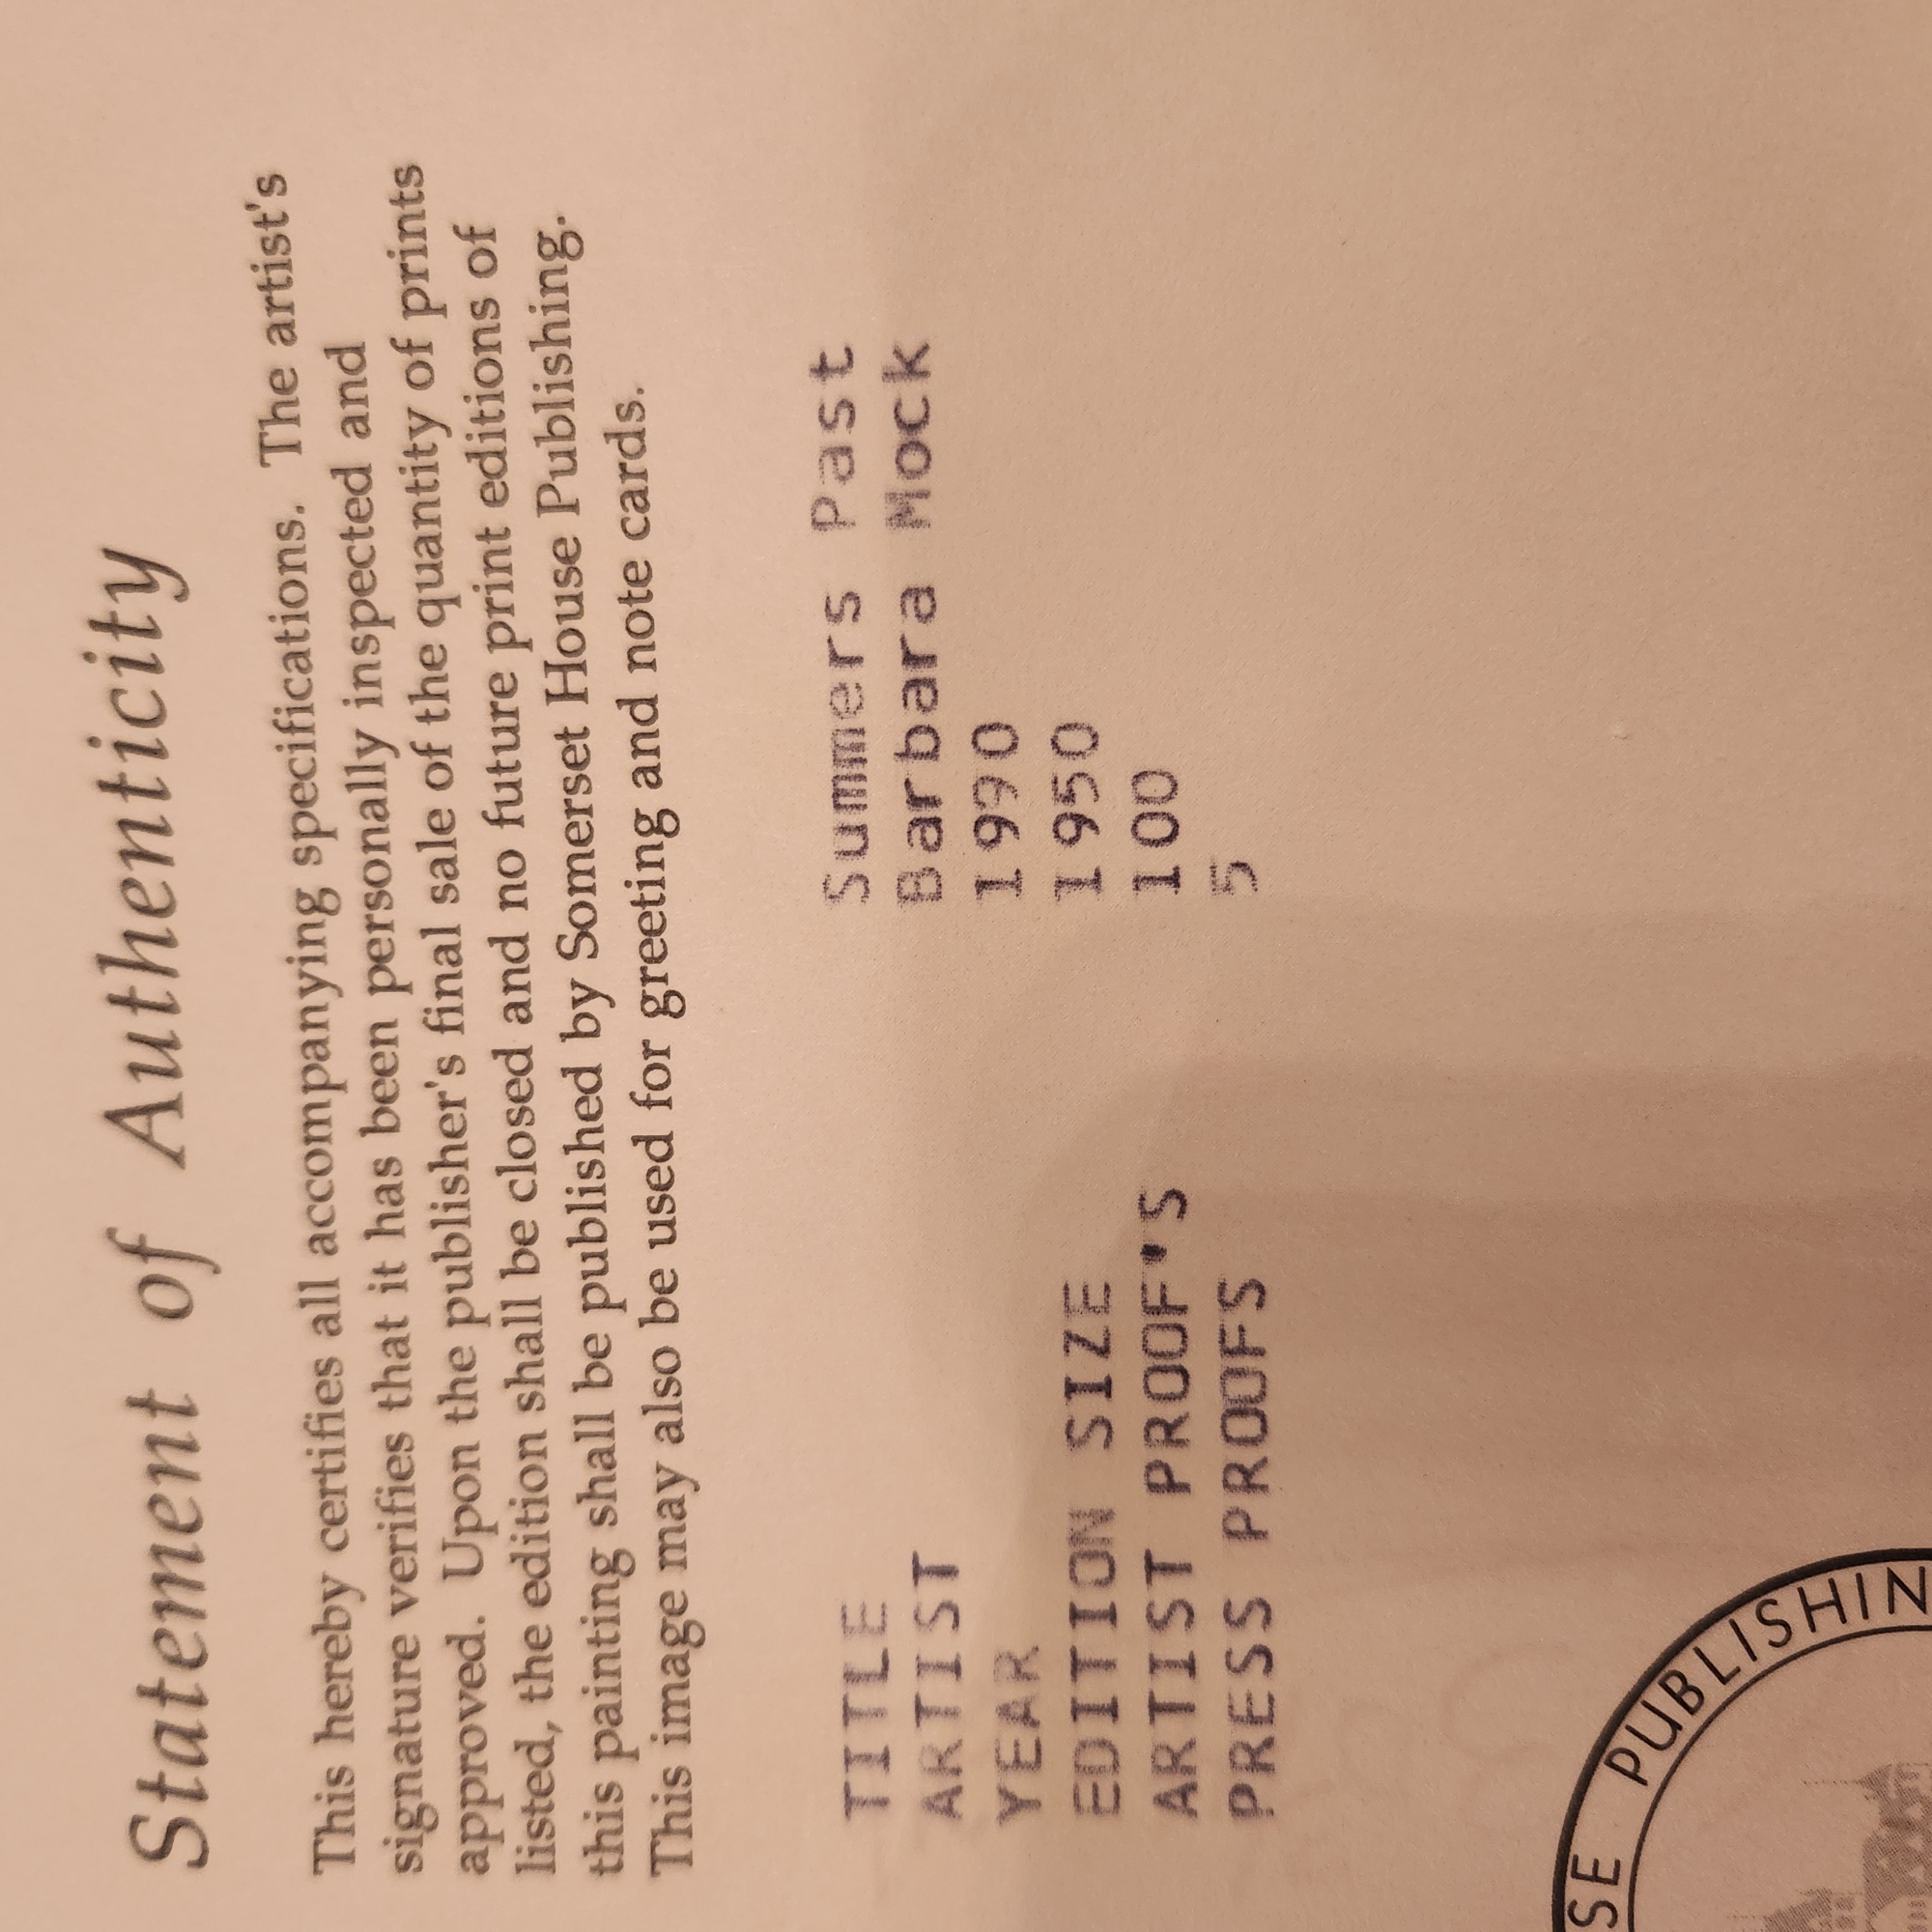 Statement of Authenticity
This hereby certifies all accompanying specifications. The artist's
signature verifies that it has been personally inspected and
approved. Upon the publisher's final sale of the quantity of prints
listed, the edition shall be closed and no future print editions of
this painting shall be published by Somerset House Publishing.
This image may also be used for greeting and note cards.
TITLE Summers Past
ARTIST Barbara Mock
YEAR 1990
EDITION SIZE 1950
ARTIST PROOF'S 100
PRESS PROOFS 5
SE PUBLISHIN